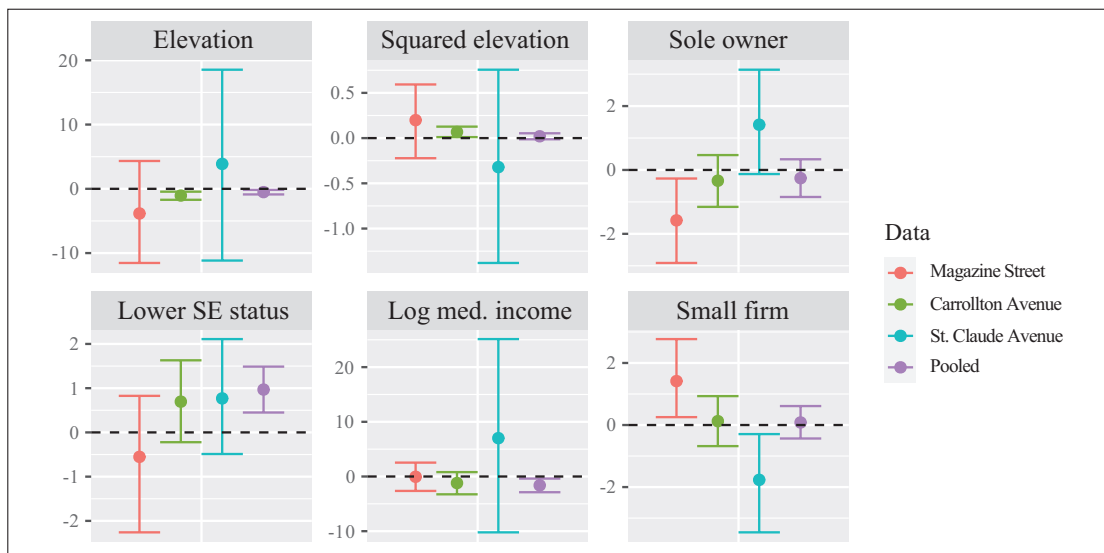 Elevation
Squared elevation
Sole owner
20
10
0
-10
0.5
0.0
-0.5
-1.0
2
0
-2
Data
Magazine Street
Carrollton Avenue
St. Claude Avenue
Pooled
Lower SE status
Log med. income
Small firm
2
1
0
-1
-2
20
10
0
-10
2
0
-2